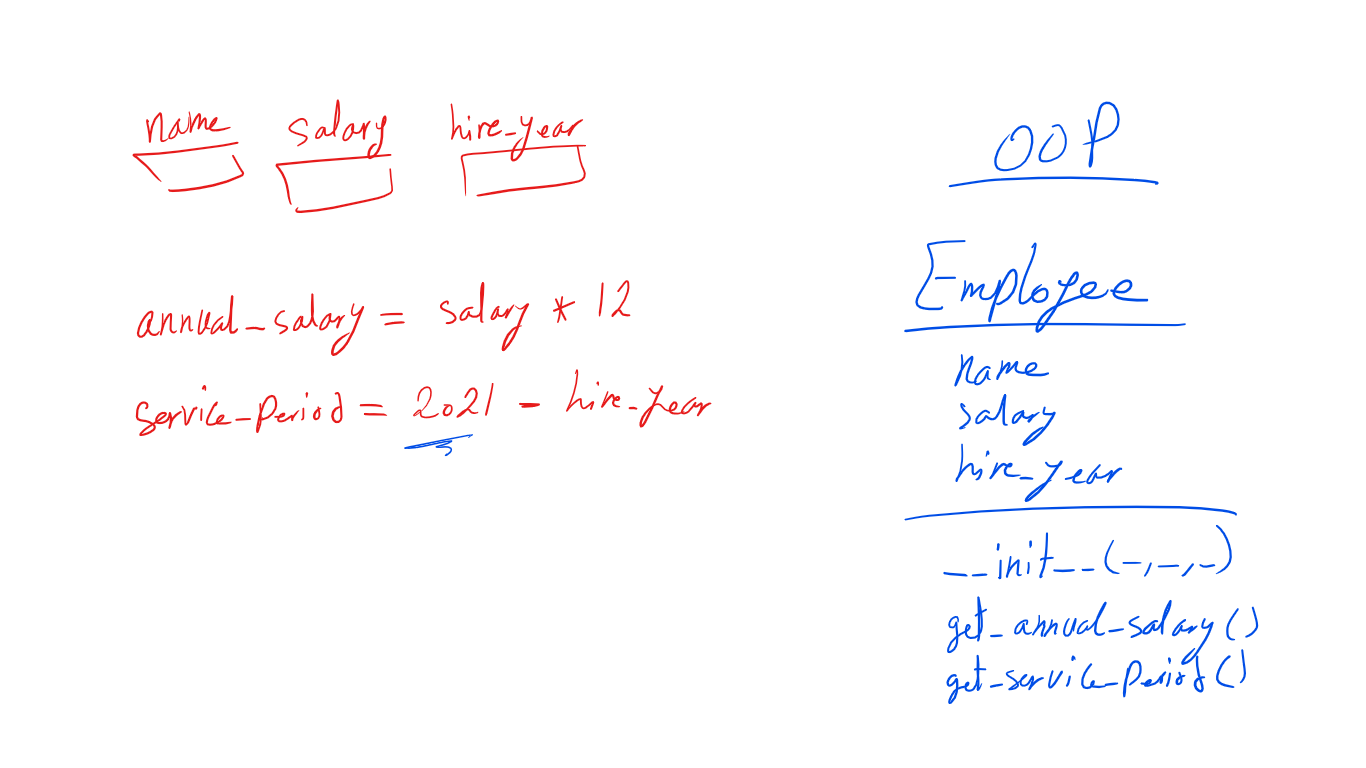 name salary hire_year
annual_salary = salary * 12
service_period = 2021 - hire_year
OOP
Employee
name
salary
hire_year
__init__(-,-,-)
get_annual_salary()
get_service_period()